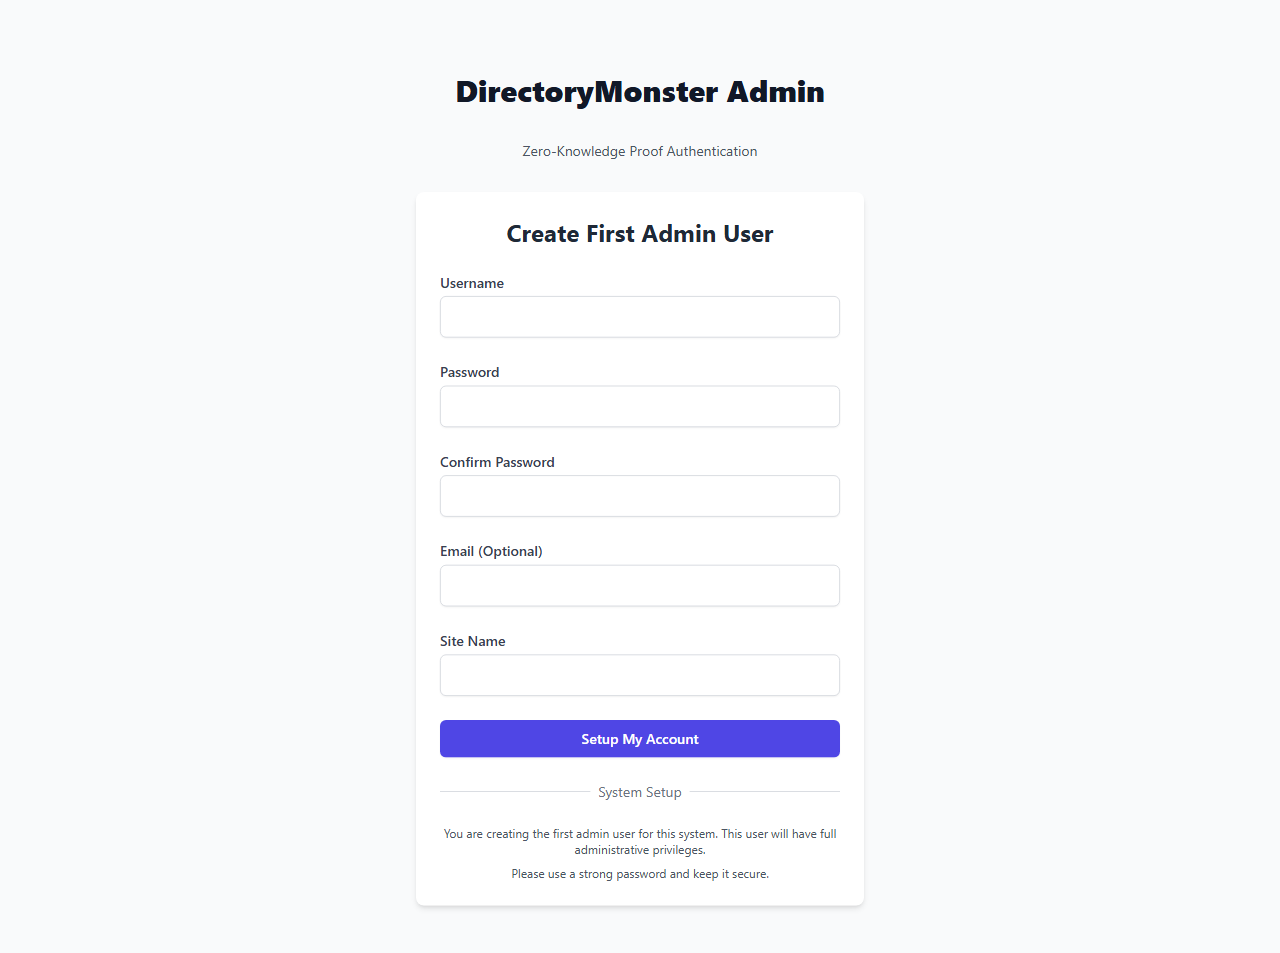 DirectoryMonster Admin
Zero-Knowledge Proof Authentication
Create First Admin User
Username
Password
Confirm Password
Email (Optional)
Site Name
Setup My Account
System Setup
You are creating the first admin user for this system. This user will have full
administrative privileges.
Please use a strong password and keep it secure.